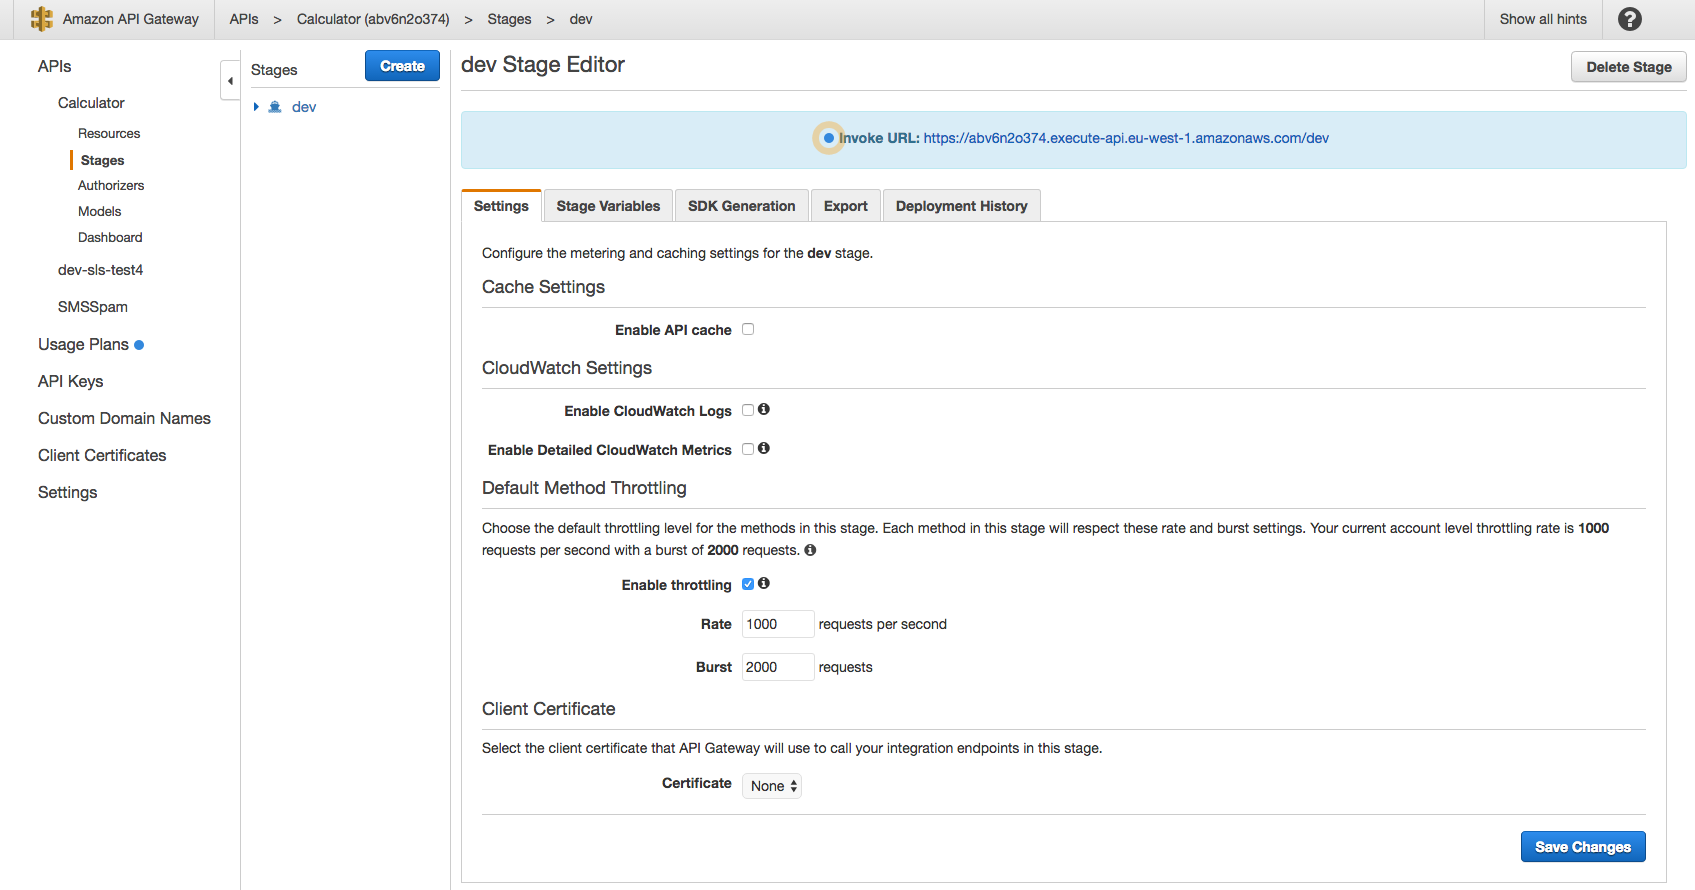 Amazon API Gateway
APIs > Calculator (abv6n2o374) > Stages > dev
Show all hints
?
APIs
Calculator
Resources
Stages
Authorizers
Models
Dashboard
dev-sls-test4
SMSSpam
Usage Plans
API Keys
Custom Domain Names
Client Certificates
Settings
Stages
Create
dev
dev Stage Editor
Delete Stage
Invoke URL: https://abv6n2o374.execute-api.eu-west-1.amazonaws.com/dev
Settings
Stage Variables
SDK Generation
Export
Deployment History
Configure the metering and caching settings for the dev stage.
Cache Settings
Enable API cache
CloudWatch Settings
Enable CloudWatch Logs
Enable Detailed CloudWatch Metrics
Default Method Throttling
Choose the default throttling level for the methods in this stage. Each method in this stage will respect these rate and burst settings. Your current account level throttling rate is 1000
requests per second with a burst of 2000 requests.
Enable throttling
Rate 1000 requests per second
Burst 2000 requests
Client Certificate
Select the client certificate that API Gateway will use to call your integration endpoints in this stage.
Certificate None
Save Changes